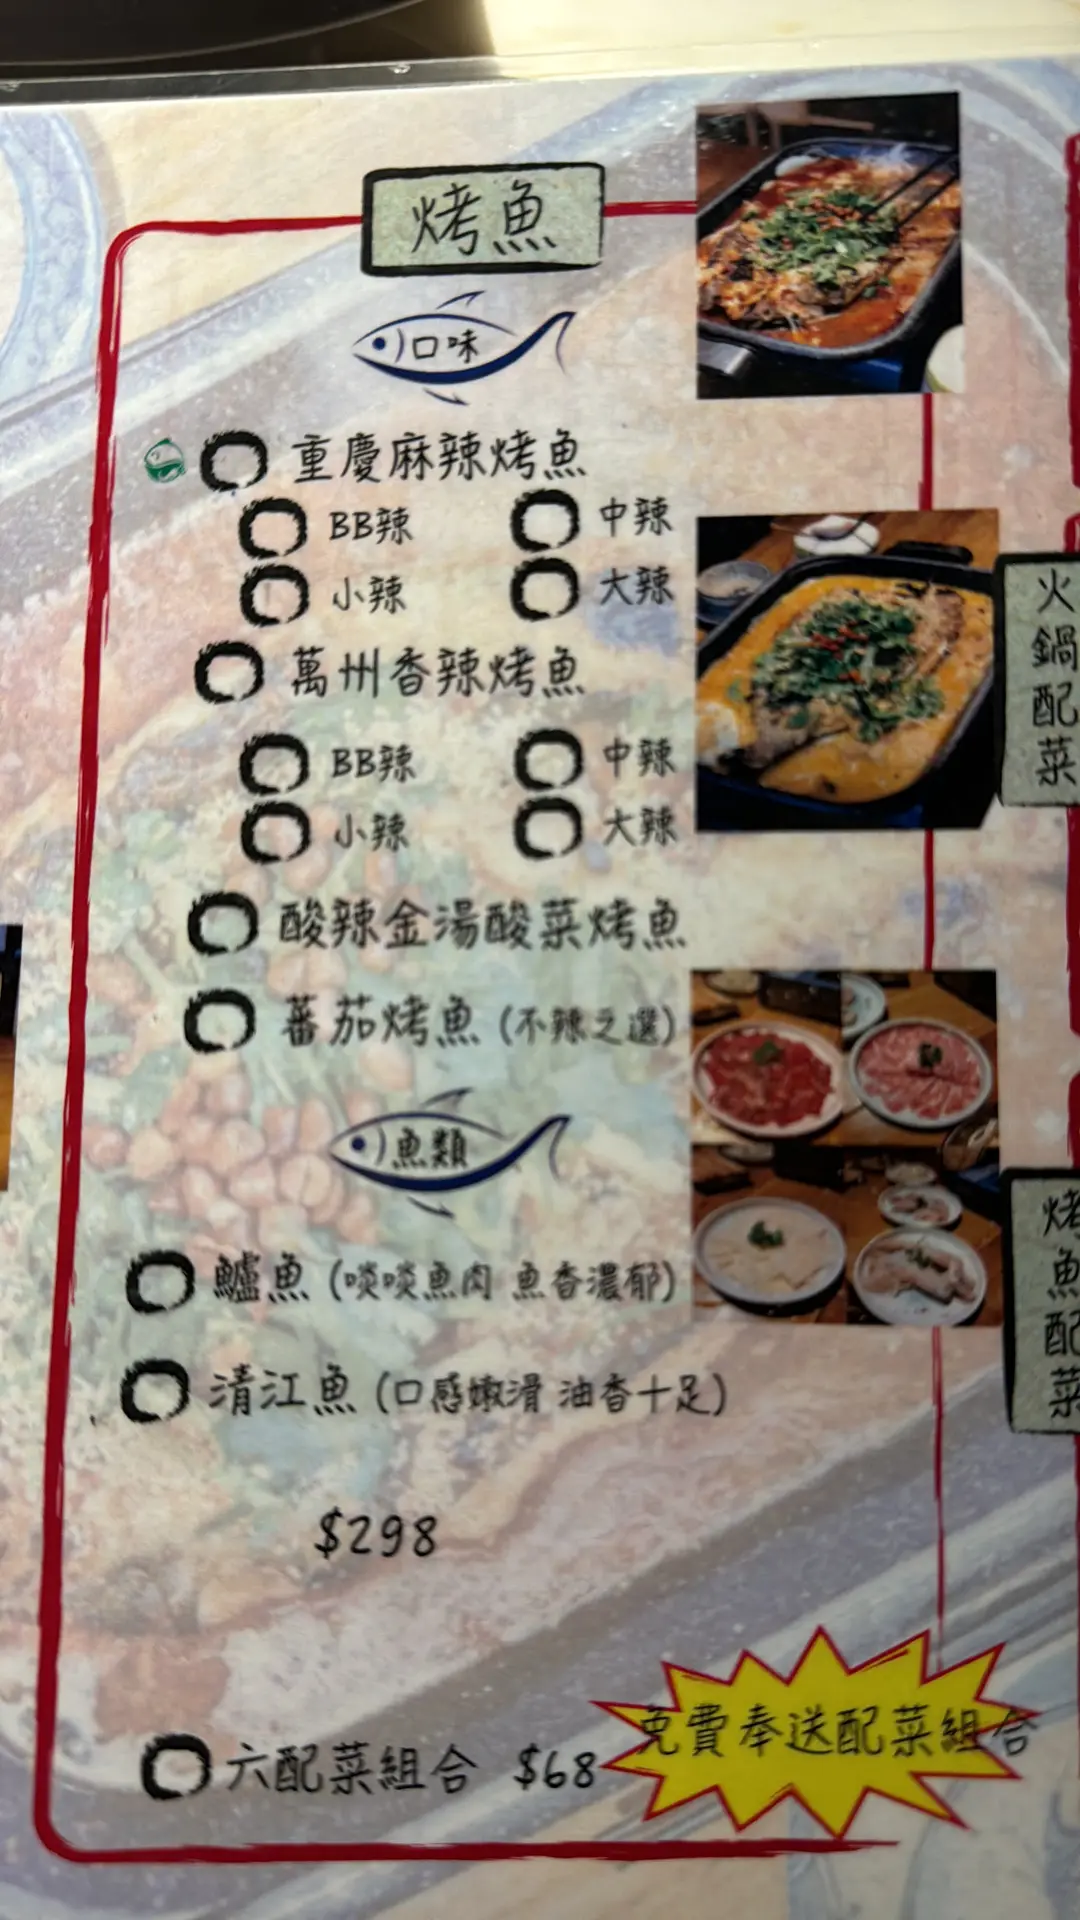 烤魚
口味
重慶麻辣烤魚
BB辣 中辣
小辣 大辣
萬州香辣烤魚
BB辣 中辣
小辣 大辣
酸辣金湯酸菜烤魚
蕃茄烤魚 (不辣之選)
魚類
鱸魚 (啖啖魚肉 魚香濃郁)
清江魚 (口感嫩滑 油香十足)
$298
六配菜組合 $68
免費奉送配菜組合
火鍋配菜
烤魚配菜